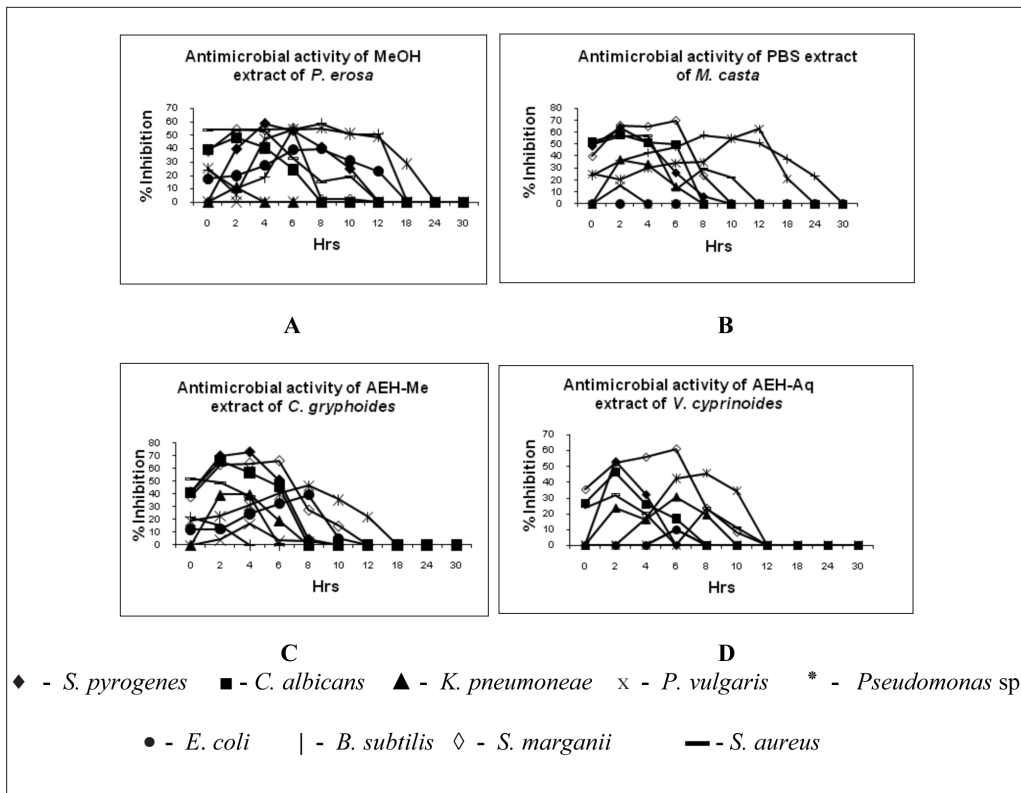 Antimicrobial activity of MeOH
extract of P. erosa
% Inhibition
70
60
50
40
30
20
10
0
0 2 4 6 8 10 12 18 24 30
Hrs
A
Antimicrobial activity of PBS extract
of M. casta
% Inhibition
80
70
60
50
40
30
20
10
0
0 2 4 6 8 10 12 18 24 30
Hrs
B
Antimicrobial activity of AEH-Me
extract of C. gryphoides
% Inhibition
80
70
60
50
40
30
20
10
0
0 2 4 6 8 10 12 18 24 30
Hrs
C
Antimicrobial activity of AEH-Aq
extract of V. cyprinoides
% Inhibition
70
60
50
40
30
20
10
0
0 2 4 6 8 10 12 18 24 30
Hrs
D
♦ - S. pyrogenes ■ - C. albicans ▲ - K. pneumoneae x - P. vulgaris * - Pseudomonas sp
● - E. coli | - B. subtilis ◊ - S. marganii – - S. aureus